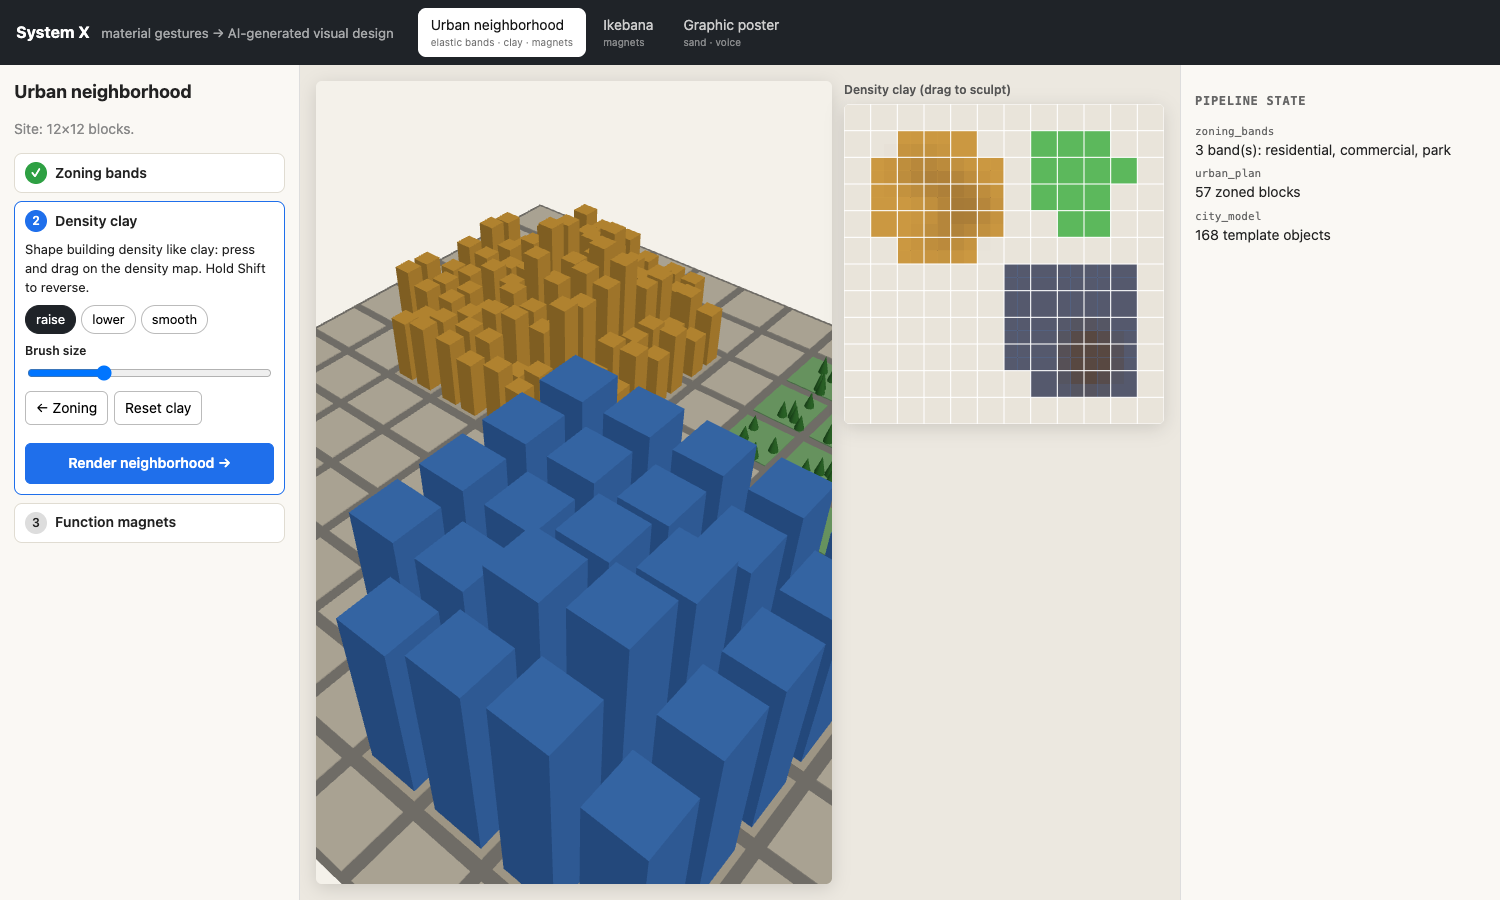 System X
material gestures → AI-generated visual design
Urban neighborhood
elastic bands · clay · magnets
Ikebana
magnets
Graphic poster
sand · voice
Urban neighborhood
Site: 12×12 blocks.
Zoning bands
2
Density clay
Shape building density like clay: press
and drag on the density map. Hold Shift
to reverse.
raise
lower
smooth
Brush size
← Zoning
Reset clay
Render neighborhood →
3
Function magnets
Density clay (drag to sculpt)
PIPELINE STATE
zoning_bands
3 band(s): residential, commercial, park
urban_plan
57 zoned blocks
city_model
168 template objects